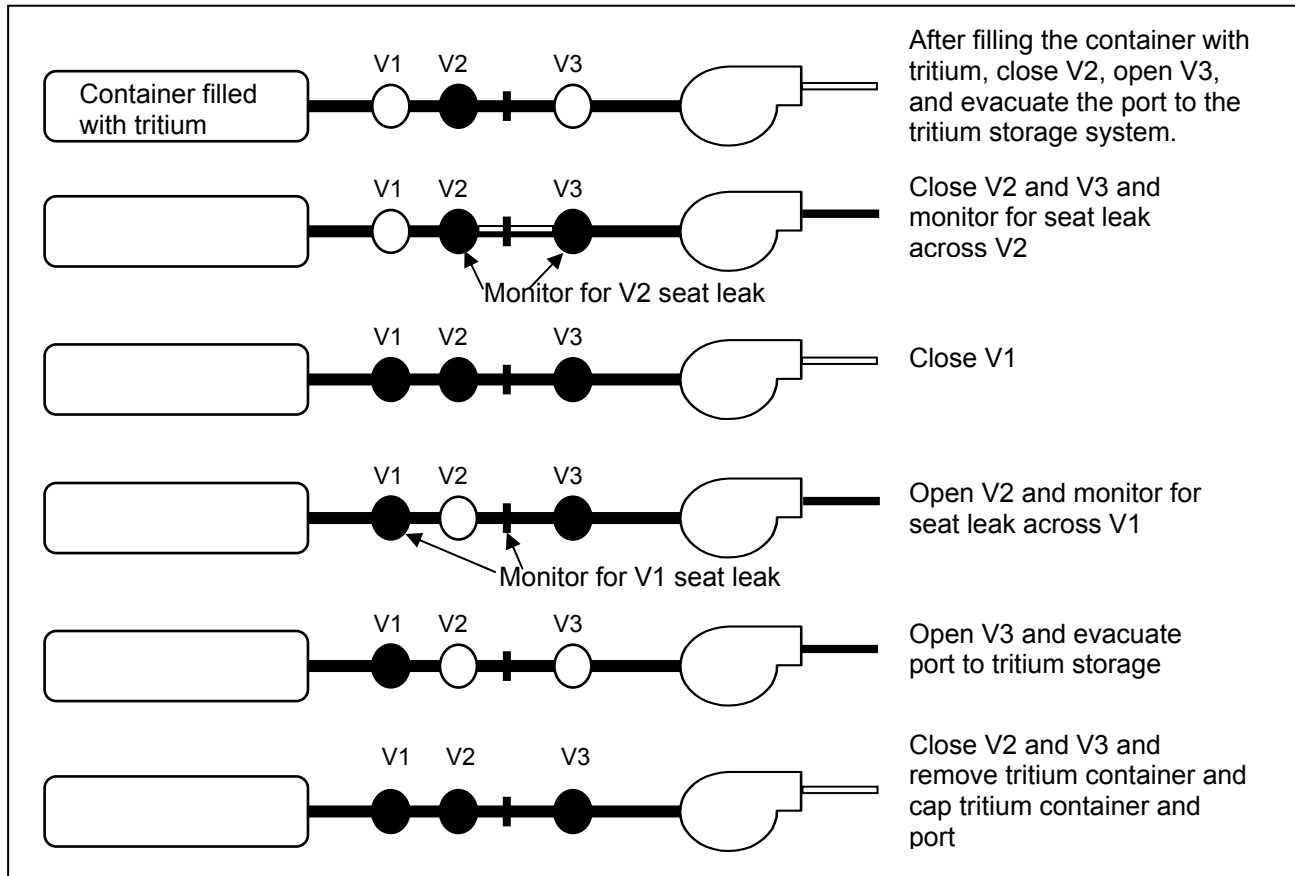 V1 V2 V3
Container filled
with tritium
After filling the container with
tritium, close V2, open V3,
and evacuate the port to the
tritium storage system.
V1 V2 V3
Close V2 and V3 and
monitor for seat leak
across V2
Monitor for V2 seat leak
V1 V2 V3
Close V1
V1 V2 V3
Open V2 and monitor for
seat leak across V1
Monitor for V1 seat leak
V1 V2 V3
Open V3 and evacuate
port to tritium storage
V1 V2 V3
Close V2 and V3 and
remove tritium container and
cap tritium container and
port